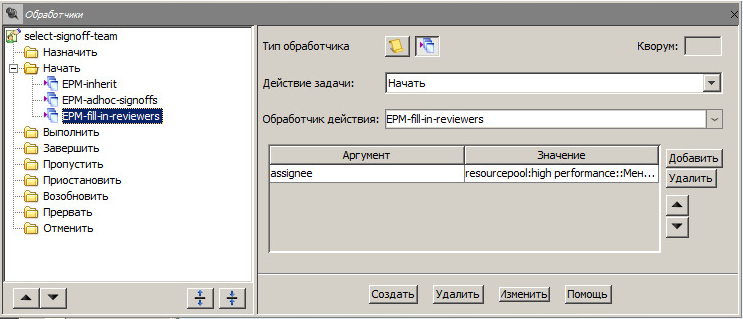 Обработчики
select-signoff-team
Назначить
Начать
EPM-inherit
EPM-adhoc-signoffs
EPM-fill-in-reviewers
Выполнить
Завершить
Пропустить
Приостановить
Возобновить
Прервать
Отменить
Тип обработчика
Кворум:
Действие задачи: Начать
Обработчик действия: EPM-fill-in-reviewers
Аргумент Значение
assignee resourcepool:high performance::Мен...
Добавить
Удалить
Создать Удалить Изменить Помощь